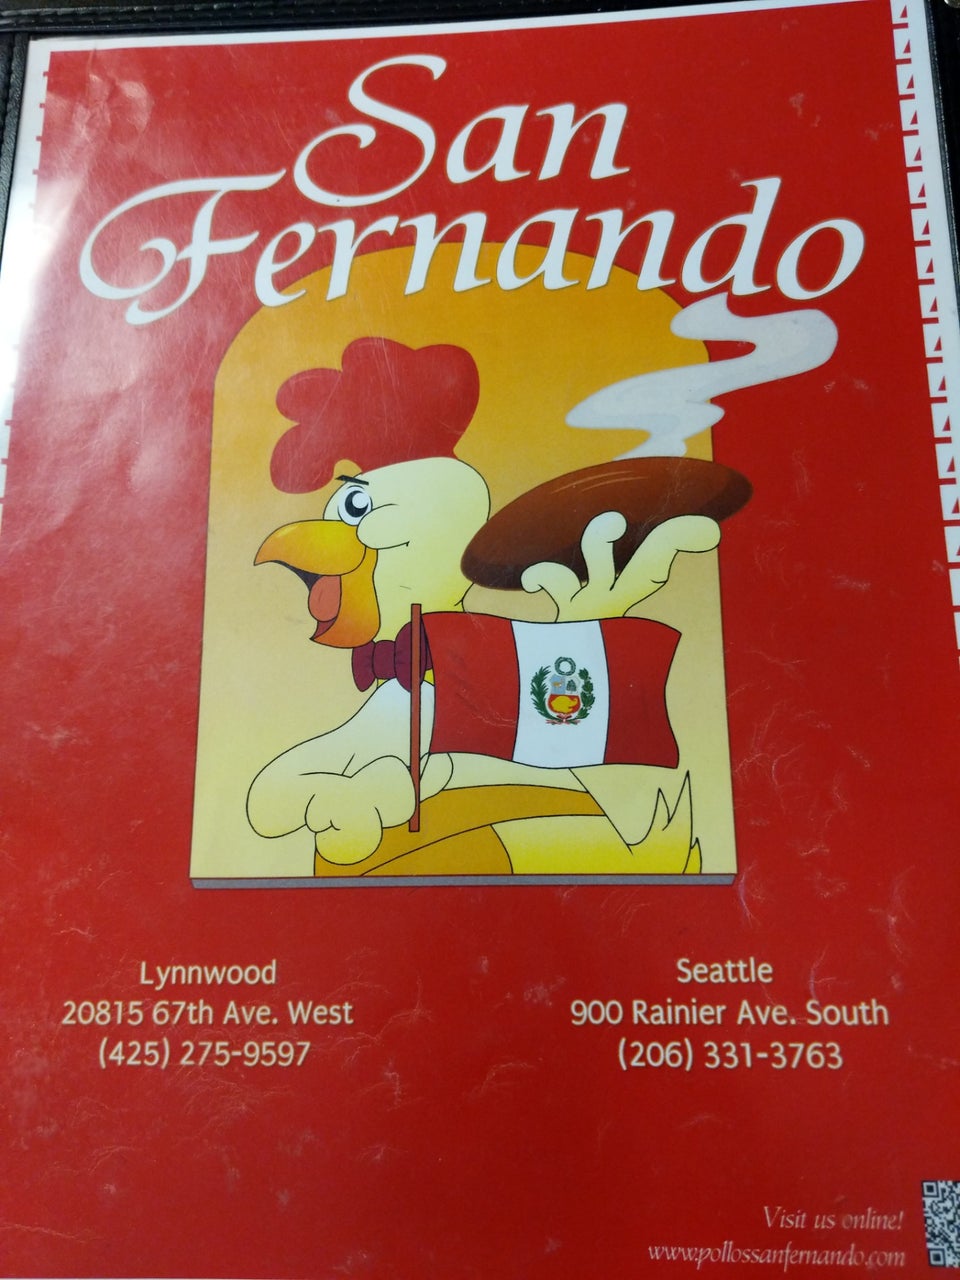 San
Fernando
Lynnwood
20815 67th Ave. West
(425) 275-9597
Seattle
900 Rainier Ave. South
(206) 331-3763
Visit us online!
www.pollossanfernando.com